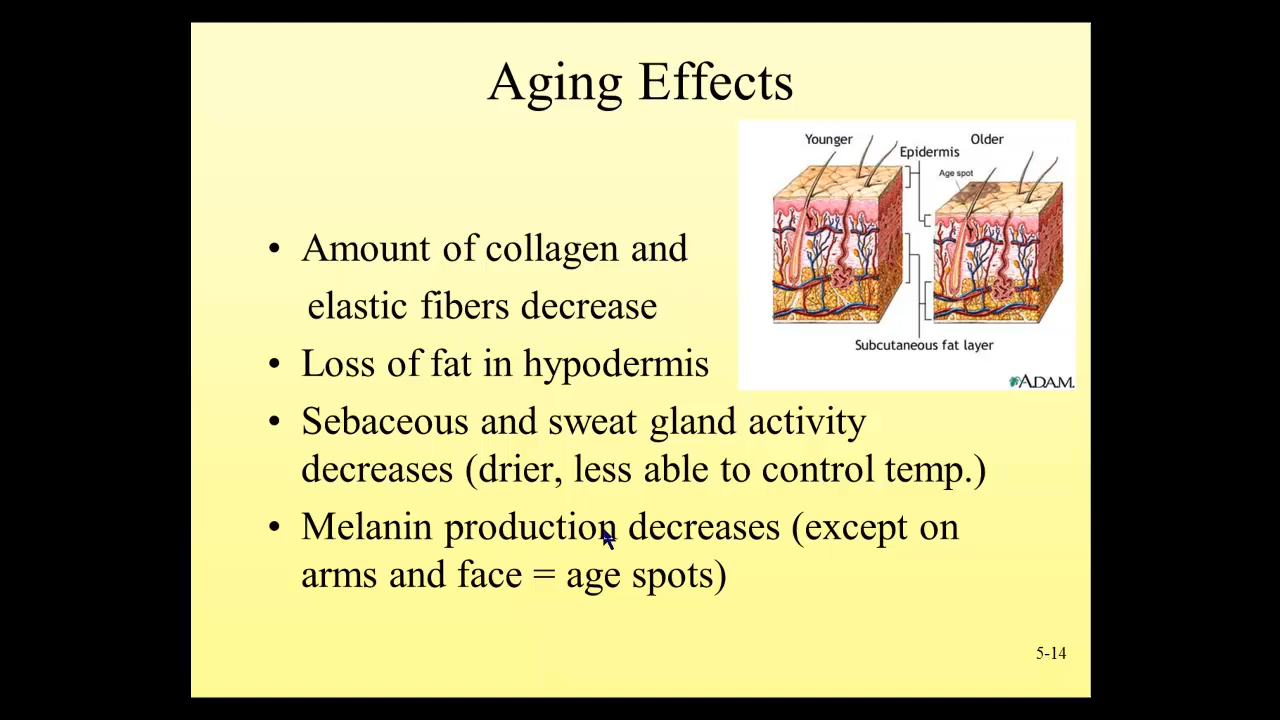 Aging Effects
Younger
Older
Epidermis
Age spot
Subcutaneous fat layer
ADAM.
• Amount of collagen and
elastic fibers decrease
• Loss of fat in hypodermis
• Sebaceous and sweat gland activity
decreases (drier, less able to control temp.)
• Melanin production decreases (except on
arms and face = age spots)
5-14